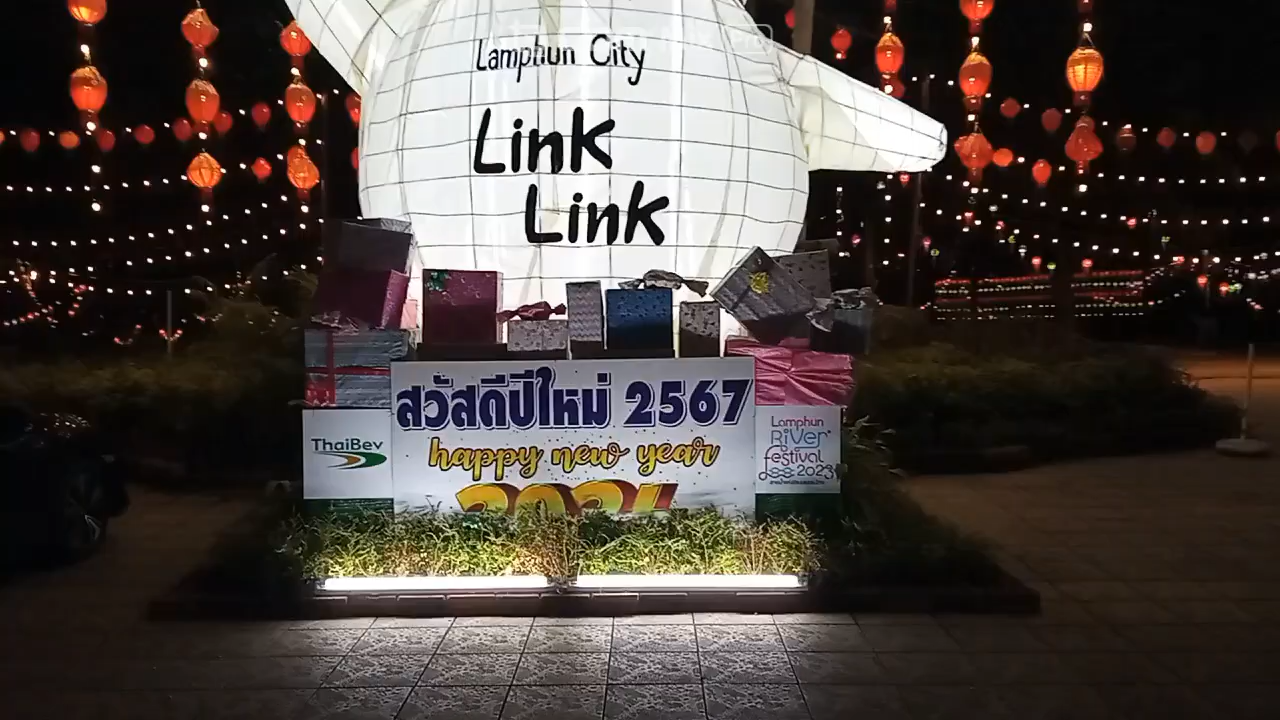 Lamphun City
Link
Link
สวัสดีปีใหม่ 2567
happy new year
2024
ThaiBev
Lamphun
River
festival
2023